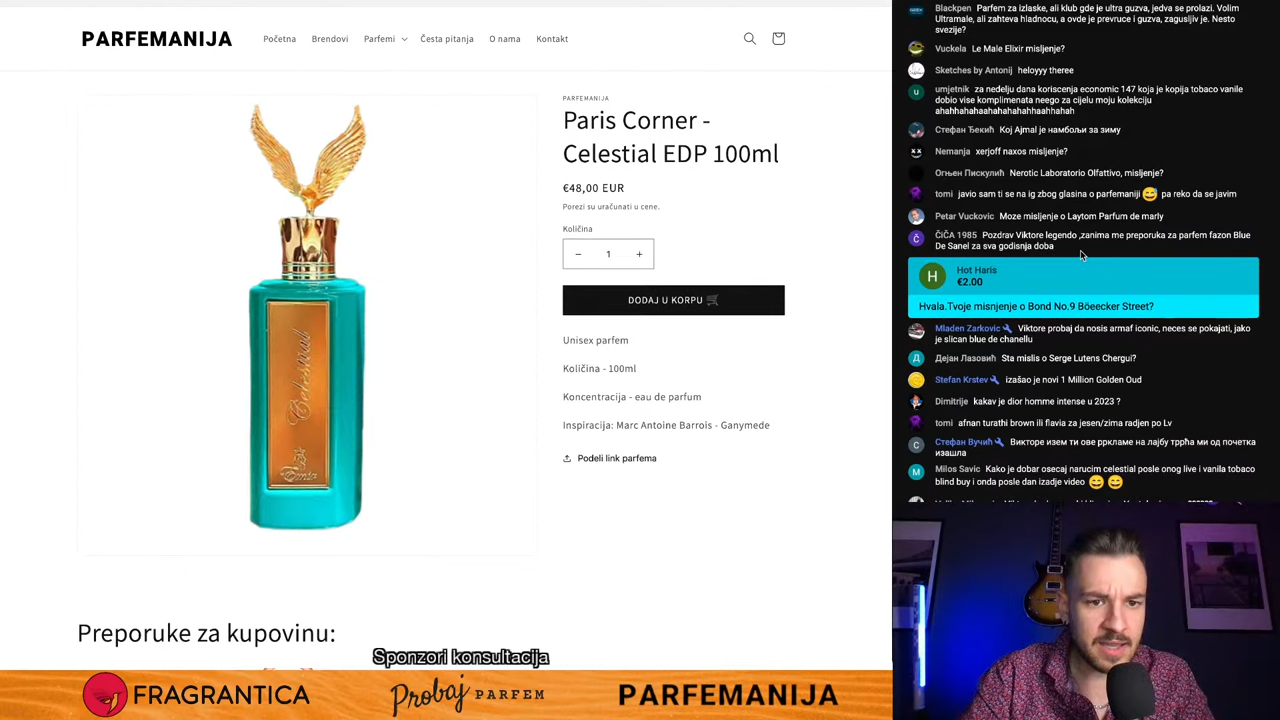 PARFEMANIJA
Početna
Brendovi
Parfemi
Česta pitanja
O nama
Kontakt
PARFEMANIJA
Paris Corner -
Celestial EDP 100ml
€48,00 EUR
Porezi su uračunati u cene.
Količina
− 1 +
DODAJ U KORPU
Unisex parfem
Količina - 100ml
Koncentracija - eau de parfum
Inspiracija: Marc Antoine Barrois - Ganymede
Podeli link parfema
Celestial
Preporuke za kupovinu:
Sponzori konsultacija
FRAGRANTICA
Probaj PARFEM
PARFEMANIJA
Blackpen Parfem za izlaske, ali klub gde je ultra guzva, jedva se prolazi. Volim
Ultramale, ali zahteva hladnocu, a ovde je prevruce i guzva, zagusljiv je. Nesto
svezije?
Vuckela Le Male Elixir misljenje?
Sketches by Antonij heloyyy theree
umjetnik za nedelju dana koriscenja economic 147 koja je kopija tobaco vanile
dobio vise komplimenata neego za cijelu moju kolekciju
ahahhahahaahahahahhaahhahah
Стефан Ђекић Koj Ajmal je намбољи за зиму
Nemanja xerjoff naxos misljenje?
Огњен Пискулић Nerotic Laboratorio Olfattivo, misljenje?
tomi javio sam ti se na ig zbog glasina o parfemaniji 😅 pa reko da se javim
Petar Vuckovic Moze misljenje o Laytom Parfum de marly
Č
ČIČA 1985 Pozdrav Viktore legendo ,zanima me preporuka za parfem fazon Blue
De Sanel za sva godisnja doba
H
Hot Haris
€2.00
Hvala.Tvoje misnjenje o Bond No.9 Böeecker Street?
Mladen Zarkovic Viktore probaj da nosis armaf iconic, neces se pokajati, jako
je slican blue de chanellu
Дејан Лазовић Sta mislis o Serge Lutens Chergui?
Stefan Krstev izašao je novi 1 Million Golden Oud
Dimitrije kakav je dior homme intense u 2023 ?
tomi afnan turathi brown ili flavia za jesen/zima radjen po Lv
Стефан Вучић Викторе изем ти ове рркламе на лајбу тррћа ми од почетка
изашла
Milos Savic Kako je dobar osecaj narucim celestial posle onog live i vanila tobaco
blind buy i onda posle dan izadje video 😄 😄